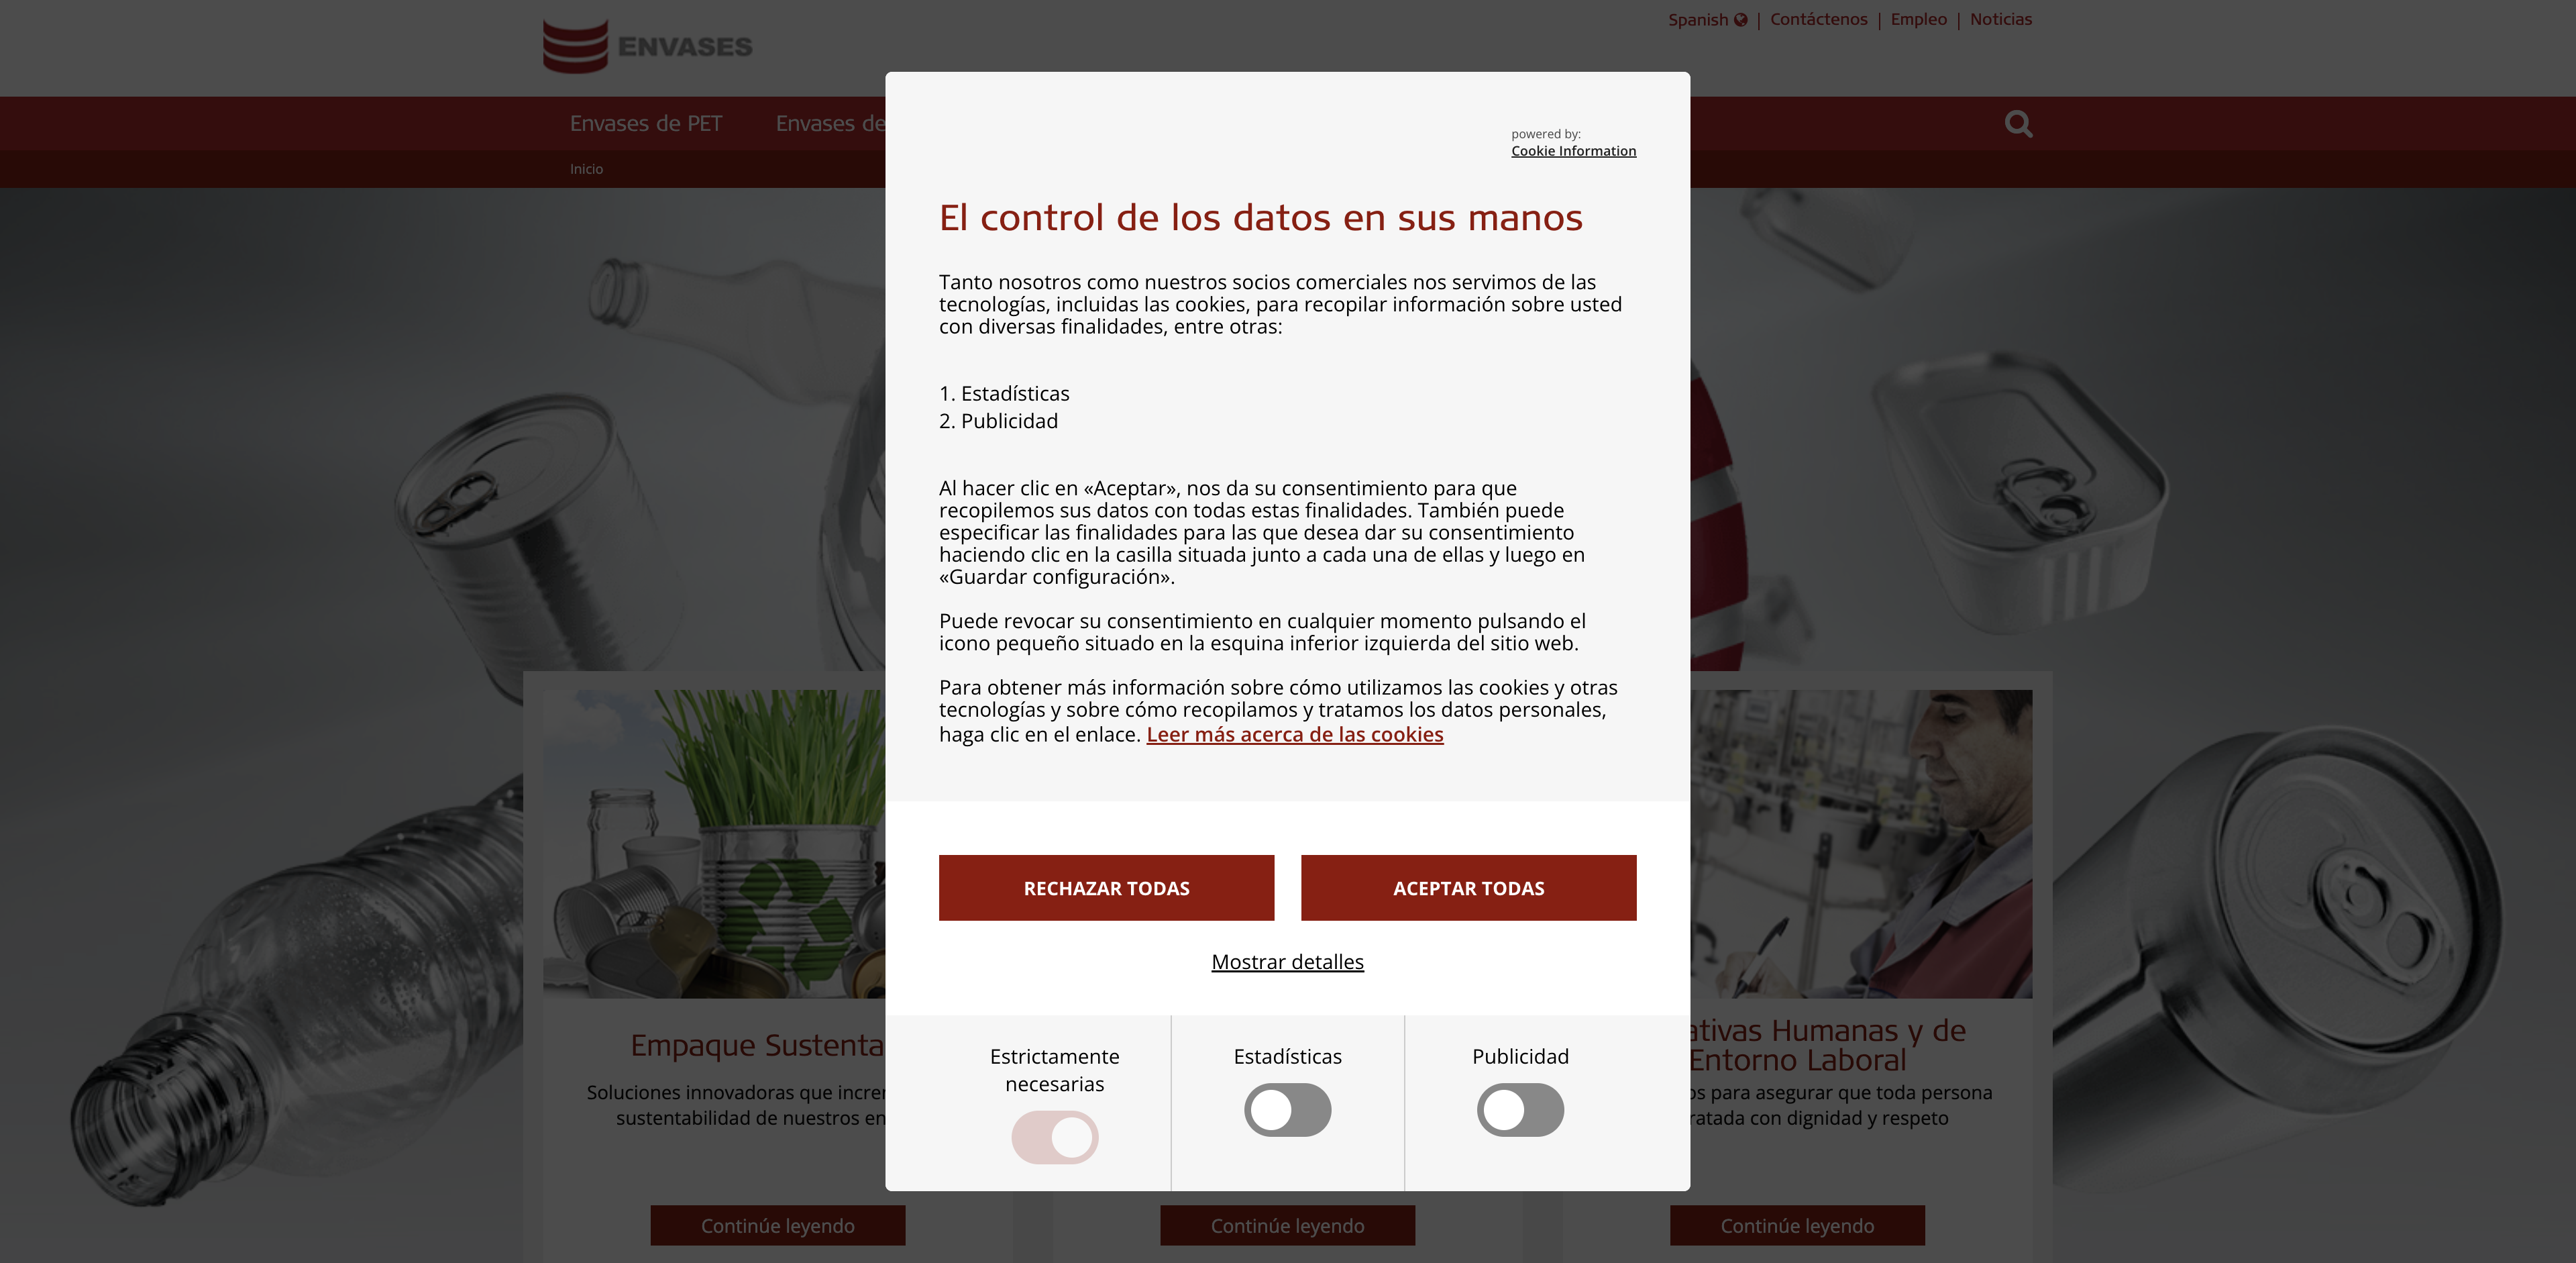 ENVASES
Spanish | Contáctenos | Empleo | Noticias
Envases de PET Envases de
Inicio
powered by:
Cookie Information
El control de los datos en sus manos
Tanto nosotros como nuestros socios comerciales nos servimos de las
tecnologías, incluidas las cookies, para recopilar información sobre usted
con diversas finalidades, entre otras:
1. Estadísticas
2. Publicidad
Al hacer clic en «Aceptar», nos da su consentimiento para que
recopilemos sus datos con todas estas finalidades. También puede
especificar las finalidades para las que desea dar su consentimiento
haciendo clic en la casilla situada junto a cada una de ellas y luego en
«Guardar configuración».
Puede revocar su consentimiento en cualquier momento pulsando el
icono pequeño situado en la esquina inferior izquierda del sitio web.
Para obtener más información sobre cómo utilizamos las cookies y otras
tecnologías y sobre cómo recopilamos y tratamos los datos personales,
haga clic en el enlace. Leer más acerca de las cookies
RECHAZAR TODAS
ACEPTAR TODAS
Mostrar detalles
Estrictamente
necesarias
Estadísticas
Publicidad
Empaque
Soluciones innovadoras que
sustentabilidad de nuestros
Continúe leyendo
Continúe leyendo
Humanas y de
Entorno Laboral
para asegurar que toda persona
con dignidad y respeto
Continúe leyendo